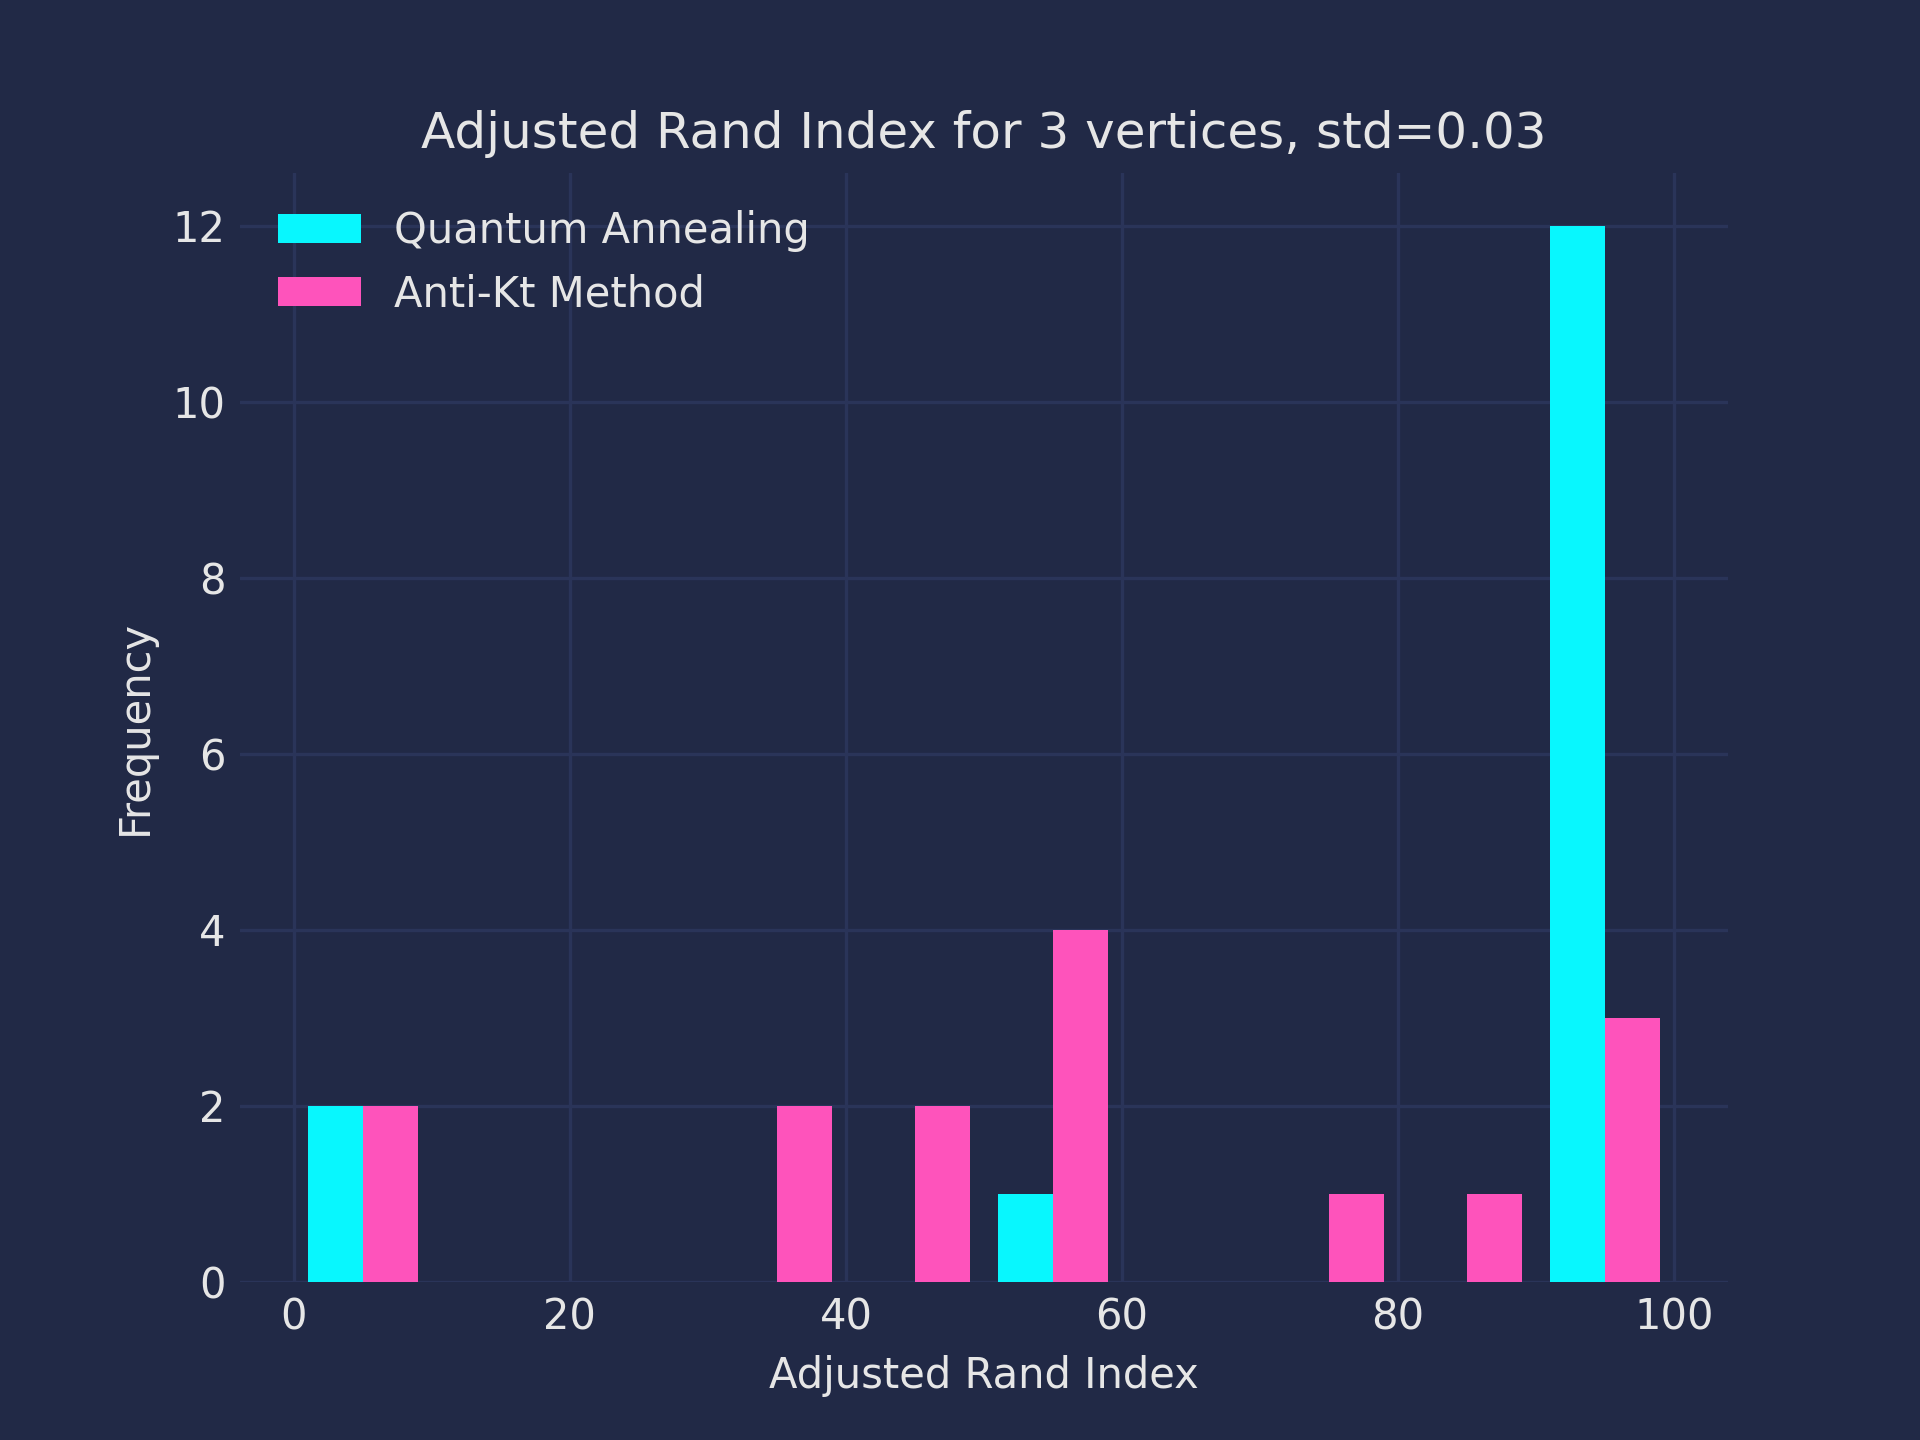 Adjusted Rand Index for 3 vertices, std=0.03
Quantum Annealing
Anti-Kt Method
12
10
8
6
4
2
0
Frequency
0 20 40 60 80 100
Adjusted Rand Index